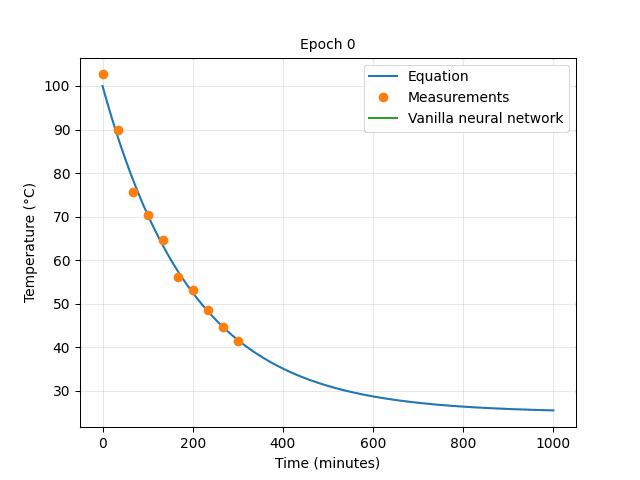 Epoch 0
Equation
Measurements
Vanilla neural network
100
90
80
70
60
50
40
30
Temperature (°C)
0 200 400 600 800 1000
Time (minutes)